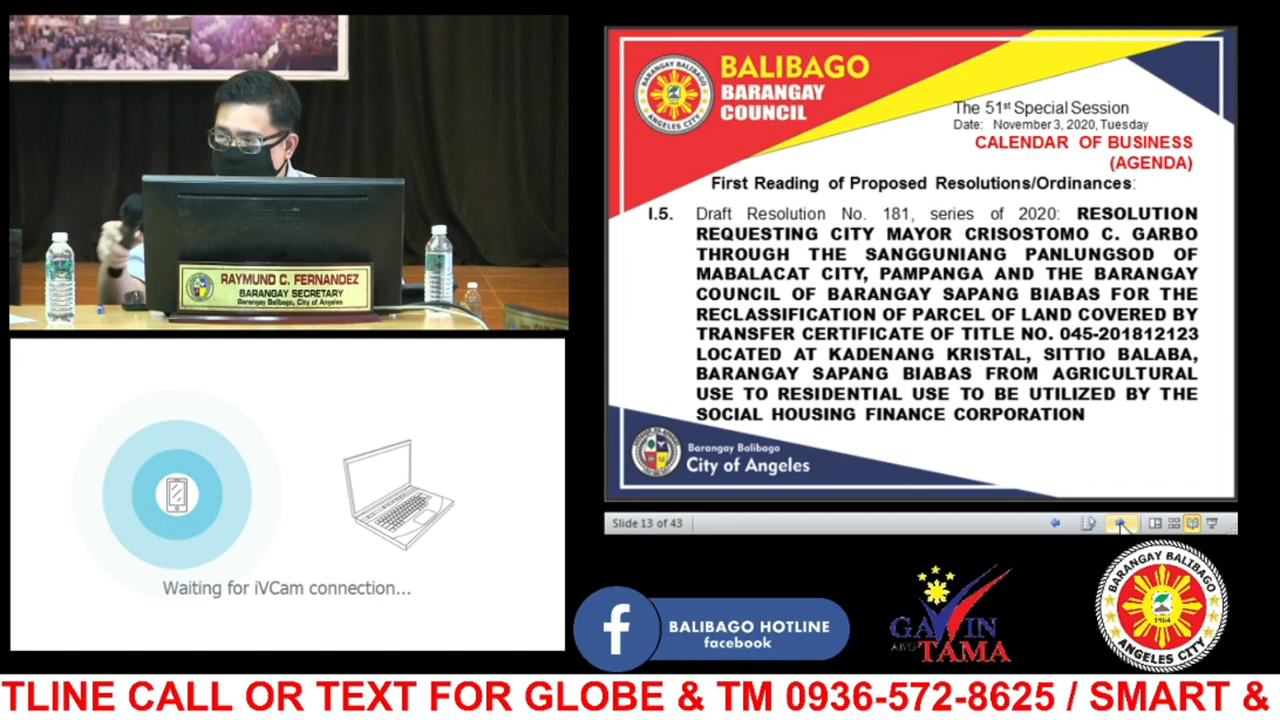 RAYMUND C. FERNANDEZ
BARANGAY SECRETARY
Barangay Balibago, City of Angeles
Waiting for iVCam connection...
BARANGAY BALIBAGO
ANGELES CITY
BALIBAGO
BARANGAY
COUNCIL
The 51st Special Session
Date: November 3, 2020, Tuesday
CALENDAR OF BUSINESS
(AGENDA)
First Reading of Proposed Resolutions/Ordinances:
I.5. Draft Resolution No. 181, series of 2020: RESOLUTION
REQUESTING CITY MAYOR CRISOSTOMO C. GARBO
THROUGH THE SANGGUNIANG PANLUNGSOD OF
MABALACAT CITY, PAMPANGA AND THE BARANGAY
COUNCIL OF BARANGAY SAPANG BIABAS FOR THE
RECLASSIFICATION OF PARCEL OF LAND COVERED BY
TRANSFER CERTIFICATE OF TITLE NO. 045-201812123
LOCATED AT KADENANG KRISTAL, SITTIO BALABA,
BARANGAY SAPANG BIABAS FROM AGRICULTURAL
USE TO RESIDENTIAL USE TO BE UTILIZED BY THE
SOCIAL HOUSING FINANCE CORPORATION
Barangay Balibago
City of Angeles
Slide 13 of 43
f
BALIBAGO HOTLINE
facebook
GAWIN
ANG TAMA
BARANGAY BALIBAGO
1964
ANGELES CITY
TLINE CALL OR TEXT FOR GLOBE & TM 0936-572-8625 / SMART &